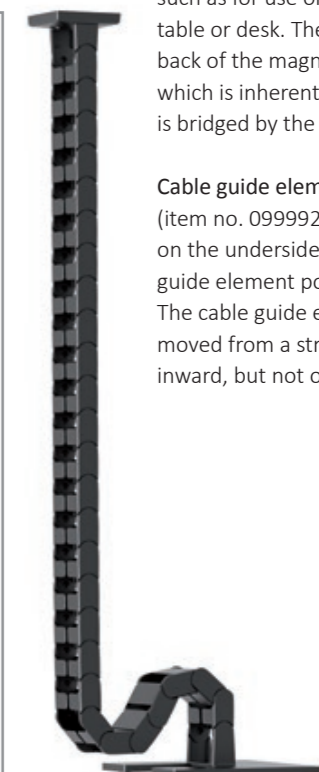 such as for use on
table or desk. The
back of the magn
which is inherent
is bridged by the
Cable guide elem
(item no. 099992
on the underside
guide element po
The cable guide e
moved from a str
inward, but not o